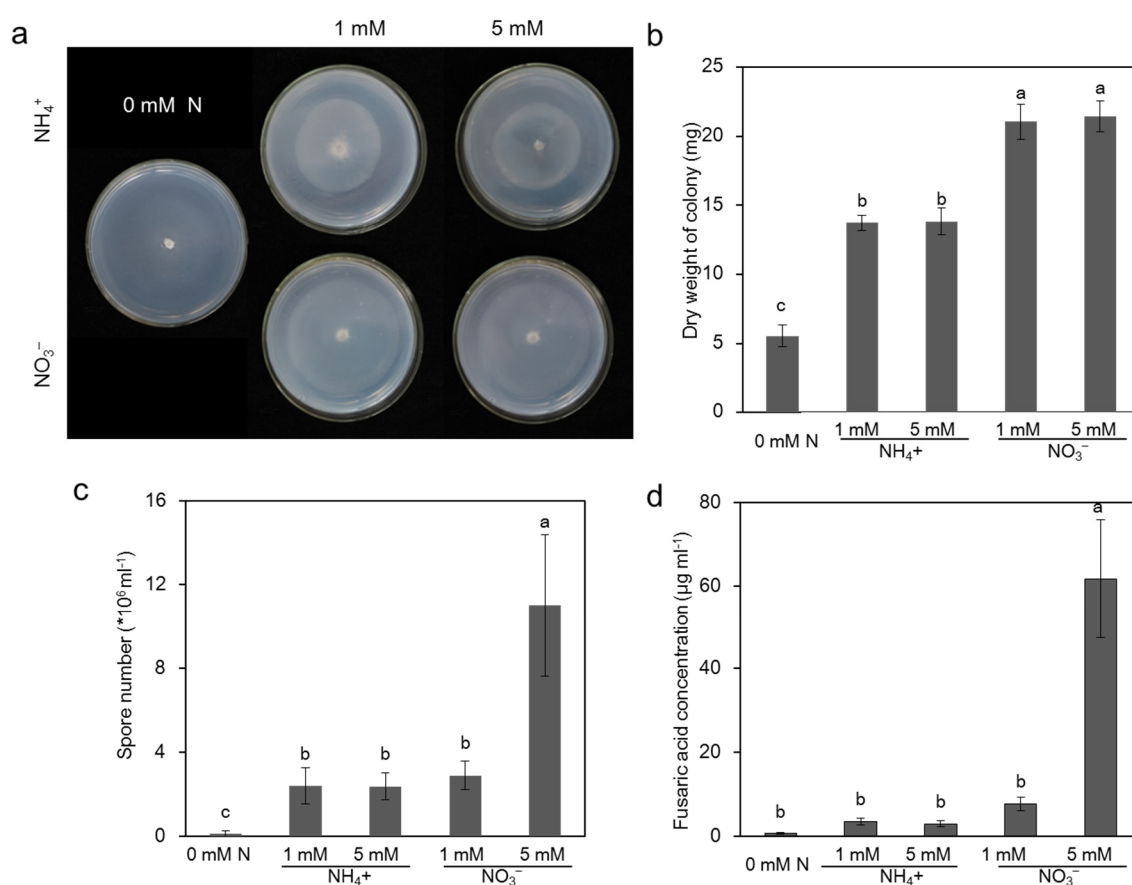 a
1 mM 5 mM
NH₄⁺
0 mM N
NO₃⁻
b
Dry weight of colony (mg)
25
20
15
10
5
0
c
b
b
a
a
0 mM N
1 mM 5 mM
1 mM 5 mM
NH₄+
NO₃⁻
c
Spore number (*10⁶ ml⁻¹)
16
12
8
4
0
c
b
b
b
a
0 mM N
1 mM 5 mM
1 mM 5 mM
NH₄+
NO₃⁻
d
Fusaric acid concentration (µg ml⁻¹)
80
60
40
20
0
b
b
b
b
a
0 mM N
1 mM 5 mM
1 mM 5 mM
NH₄+
NO₃⁻